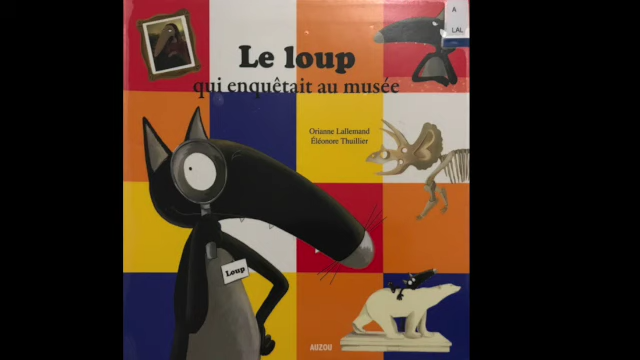 A
LAL
Le loup
qui enquêtait au musée
Orianne Lallemand
Éléonore Thuillier
Loup
AUZOU